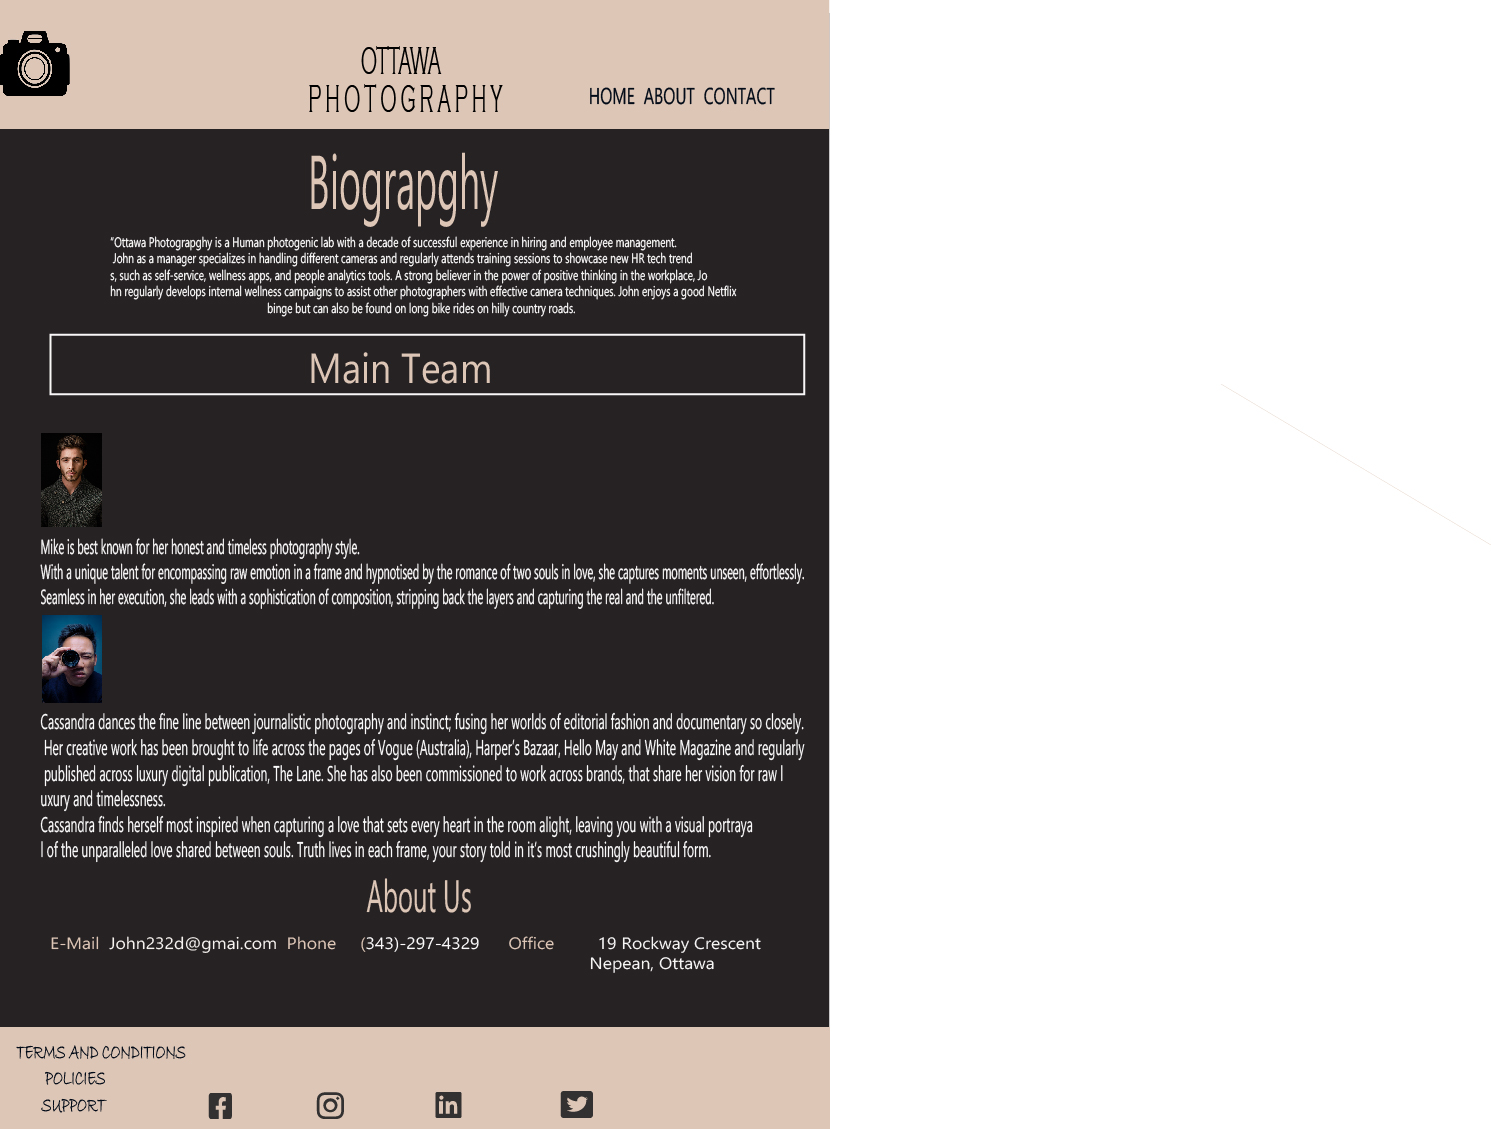 OTTAWA
PHOTOGRAPHY
HOME ABOUT CONTACT
Biograpghy
"Ottawa Photograpghy is a Human photogenic lab with a decade of successful experience in hiring and employee management.
John as a manager specializes in handling different cameras and regularly attends training sessions to showcase new HR tech trend
s, such as self-service, wellness apps, and people analytics tools. A strong believer in the power of positive thinking in the workplace, Jo
hn regularly develops internal wellness campaigns to assist other photographers with effective camera techniques. John enjoys a good Netflix
binge but can also be found on long bike rides on hilly country roads.
Main Team
Mike is best known for her honest and timeless photography style.
With a unique talent for encompassing raw emotion in a frame and hypnotised by the romance of two souls in love, she captures moments unseen, effortlessly.
Seamless in her execution, she leads with a sophistication of composition, stripping back the layers and capturing the real and the unfiltered.
Cassandra dances the fine line between journalistic photography and instinct; fusing her worlds of editorial fashion and documentary so closely.
Her creative work has been brought to life across the pages of Vogue (Australia), Harper's Bazaar, Hello May and White Magazine and regularly
published across luxury digital publication, The Lane. She has also been commissioned to work across brands, that share her vision for raw l
uxury and timelessness.
Cassandra finds herself most inspired when capturing a love that sets every heart in the room alight, leaving you with a visual portraya
l of the unparalleled love shared between souls. Truth lives in each frame, your story told in it's most crushingly beautiful form.
About Us
E-Mail John232d@gmai.com Phone (343)-297-4329 Office 19 Rockway Crescent
Nepean, Ottawa
TERMS AND CONDITIONS
POLICIES
SUPPORT